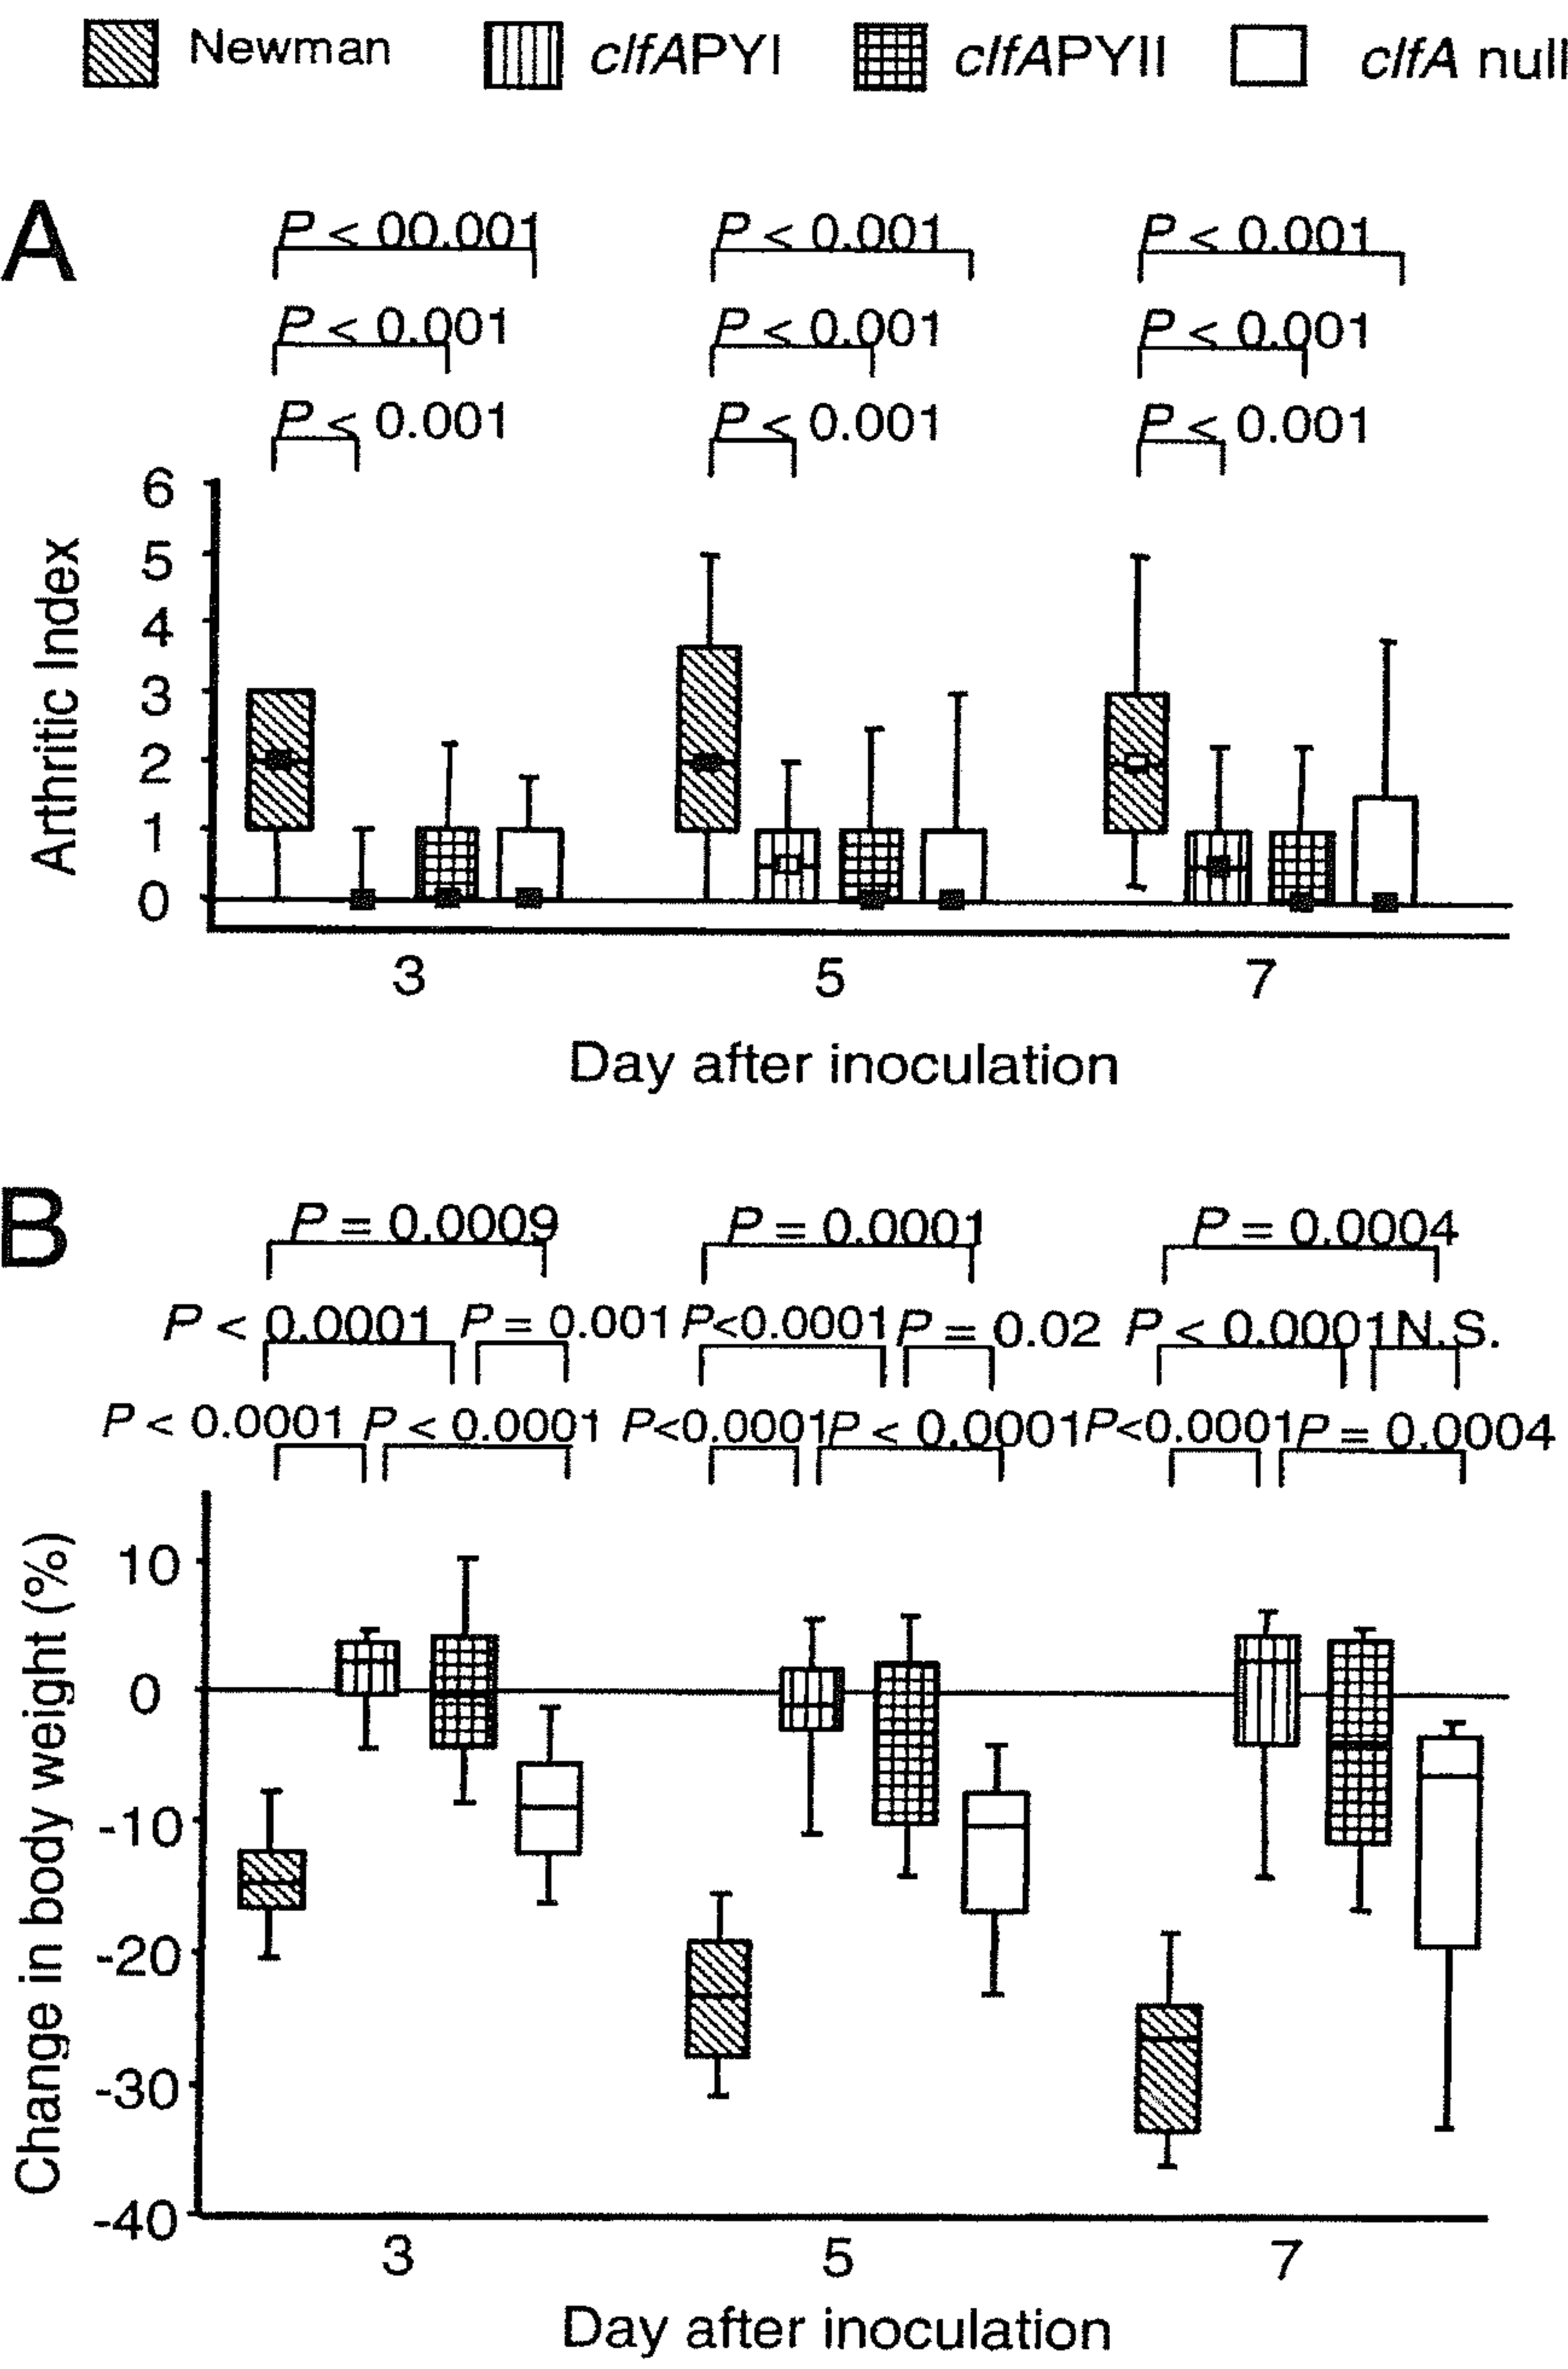 Newman clfAPYI clfAPYII clfA null
A
P < 00.001 P < 0.001 P < 0.001
P < 0.001 P < 0.001 P < 0.001
P < 0.001 P < 0.001 P < 0.001
6
5
4
3
2
1
0
Arthritic Index
3 5 7
Day after inoculation
B
P = 0.0009 P = 0.0001 P = 0.0004
P < 0.0001 P = 0.001 P<0.0001 P = 0.02 P < 0.0001 N.S.
P < 0.0001 P < 0.0001 P<0.0001 P < 0.0001 P<0.0001 P = 0.0004
10
0
-10
-20
-30
-40
Change in body weight (%)
3 5 7
Day after inoculation